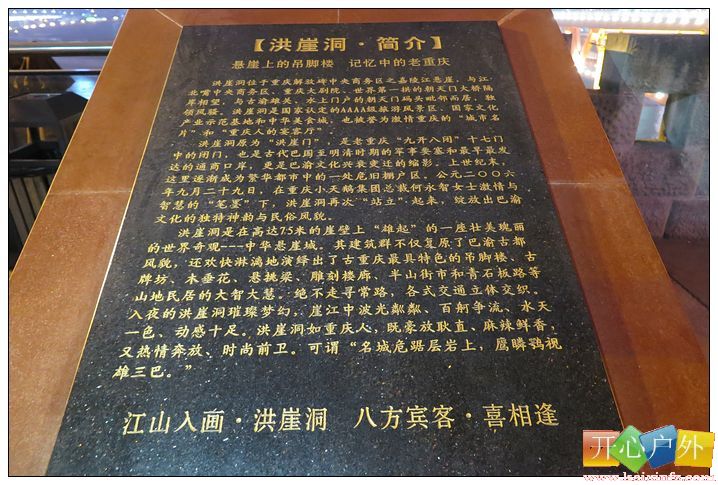 【洪崖洞·简介】
悬崖上的吊脚楼 记忆中的老重庆
洪崖洞位于重庆解放碑中央商务区之嘉陵江悬崖，与江
北嘴中央商务区、重庆大剧院、世界第一拱的朝天门大桥隔
岸相望，与古渝雄关、水上门户的朝天门码头毗邻而居，独
领风骚。洪崖洞是国家认定的AAAA级旅游风景区、国家文化
产业示范基地和中华美食城，也被誉为激情重庆的“城市名
片”和“重庆人的宴客厅”。
洪崖洞原为“洪崖门”，是老重庆“九开八闭”十七门
中的闭门，也是古代巴国至明清时期的军事要塞和最早最发
达的通商口岸，更是巴渝文化兴衰变迁的缩影。上世纪末，
这里逐渐成为繁华都市中的一处危旧棚户区。公元二〇〇六
年九月二十九日，在重庆小天鹅集团总裁何永智女士激情与
智慧的“笔墨”下，洪崖洞再次“站立”起来，绽放出巴渝
文化的独特神韵与民俗风貌。
洪崖洞是在高达75米的崖壁上“雄起”的一座壮美瑰丽
的世界奇观---中华悬崖城。其建筑群不仅复原了巴渝古都
风貌，还欢快淋漓地演绎出了古重庆最具特色的吊脚楼、古
牌坊、木垂花、悬挑梁、雕刻楼廊、半山街市和青石板路等
山地民居的大智大慧。绝不走寻常路，各式交通立体交织。
入夜的洪崖洞璀璨梦幻，崖江中波光粼粼、百舸争流、水天
一色、动感十足。洪崖洞如重庆人，既豪放耿直、麻辣鲜香，
又热情奔放、时尚前卫。可谓“名城危踞层岩上，鹰瞵鹗视
雄三巴。”
江山入画·洪崖洞 八方宾客·喜相逢
开心户外